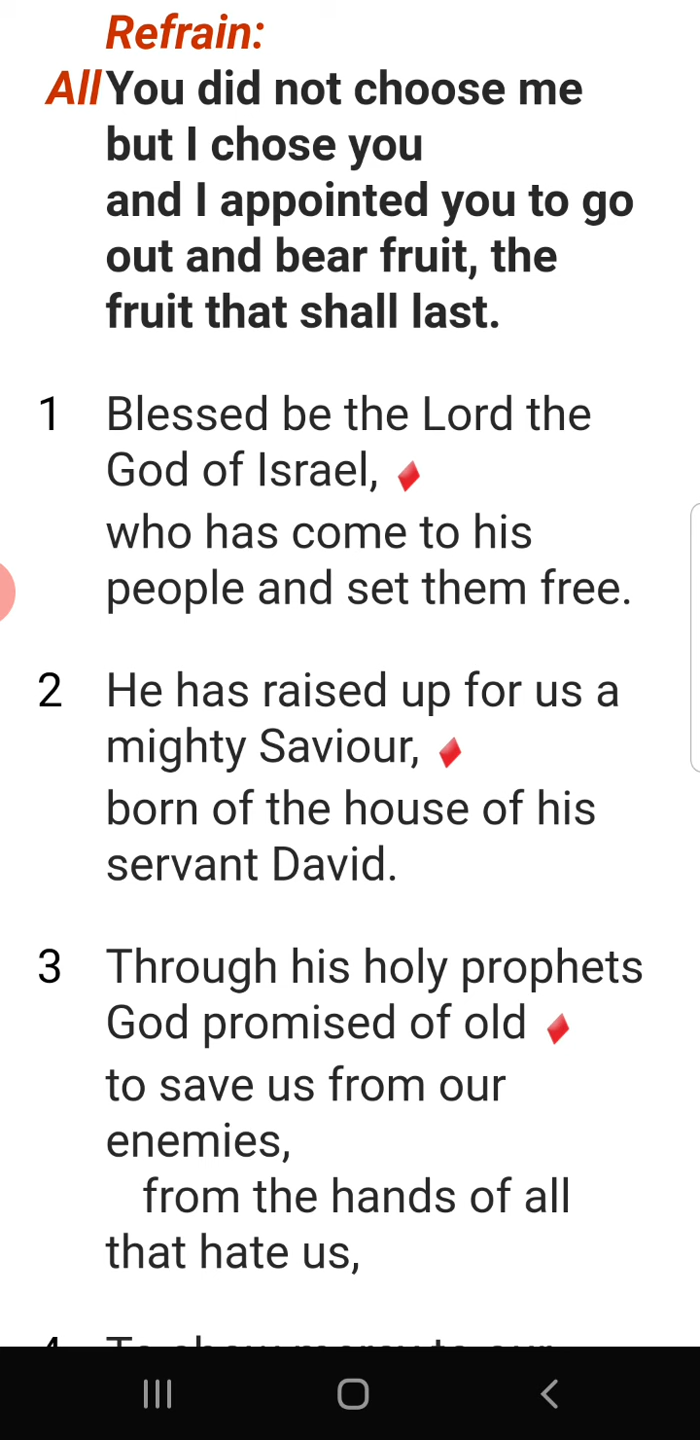 Refrain:
All You did not choose me
but I chose you
and I appointed you to go
out and bear fruit, the
fruit that shall last.
1 Blessed be the Lord the
God of Israel, ♦
who has come to his
people and set them free.
2 He has raised up for us a
mighty Saviour, ♦
born of the house of his
servant David.
3 Through his holy prophets
God promised of old ♦
to save us from our
enemies,
from the hands of all
that hate us,